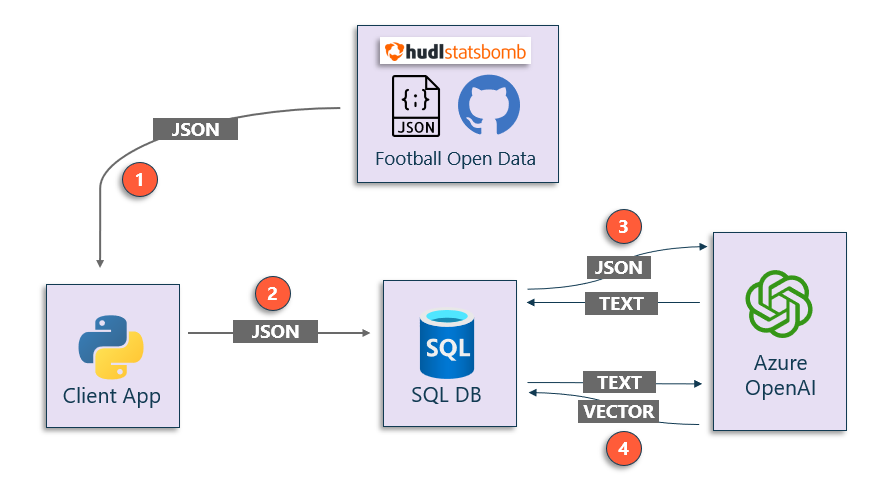 hudlstatsbomb
{;}
JSON
Football Open Data
JSON
1
3
JSON
TEXT
2
JSON
SQL
Client App
SQL DB
Azure
OpenAI
TEXT
VECTOR
4